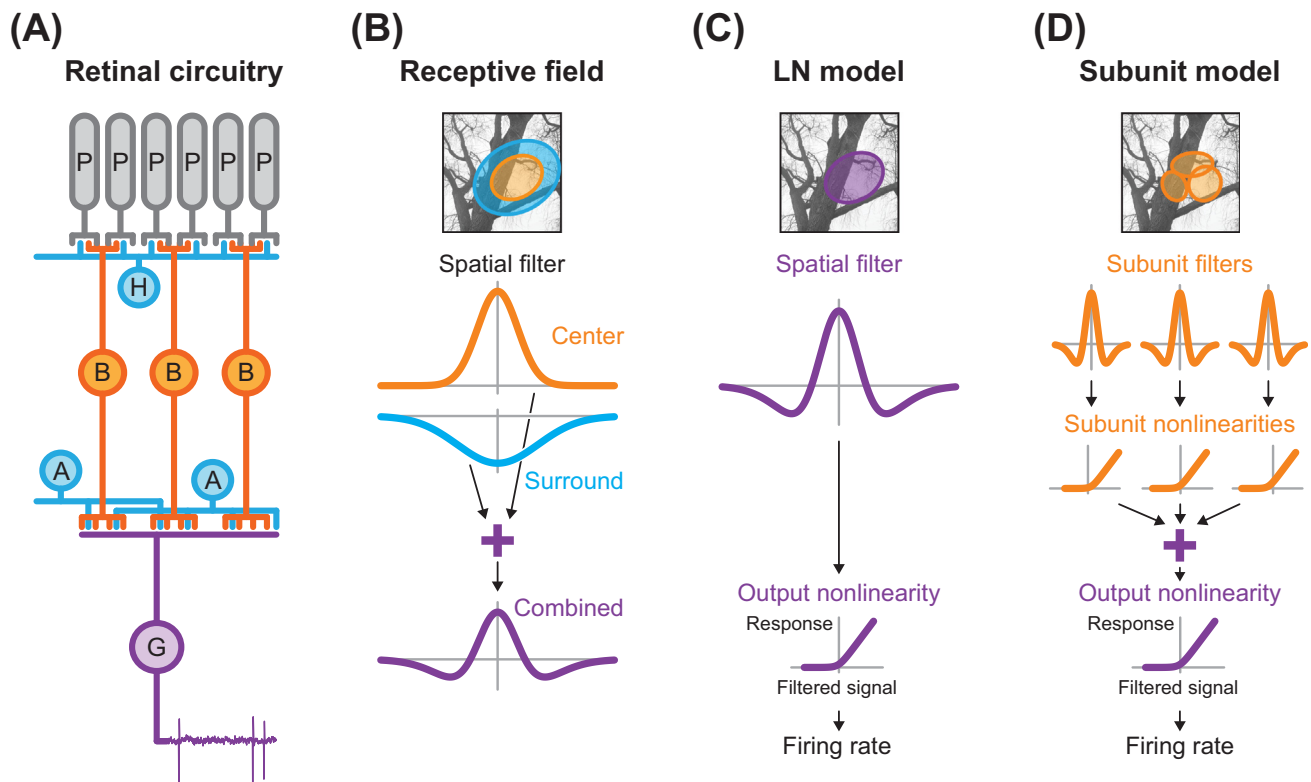 (A)
Retinal circuitry
P P P P P P
H
B B B
A
A
G
(B)
Receptive field
Spatial filter
Center
Surround
Combined
(C)
LN model
Spatial filter
Output nonlinearity
Response
Filtered signal
Firing rate
(D)
Subunit model
Subunit filters
Subunit nonlinearities
Output nonlinearity
Response
Filtered signal
Firing rate